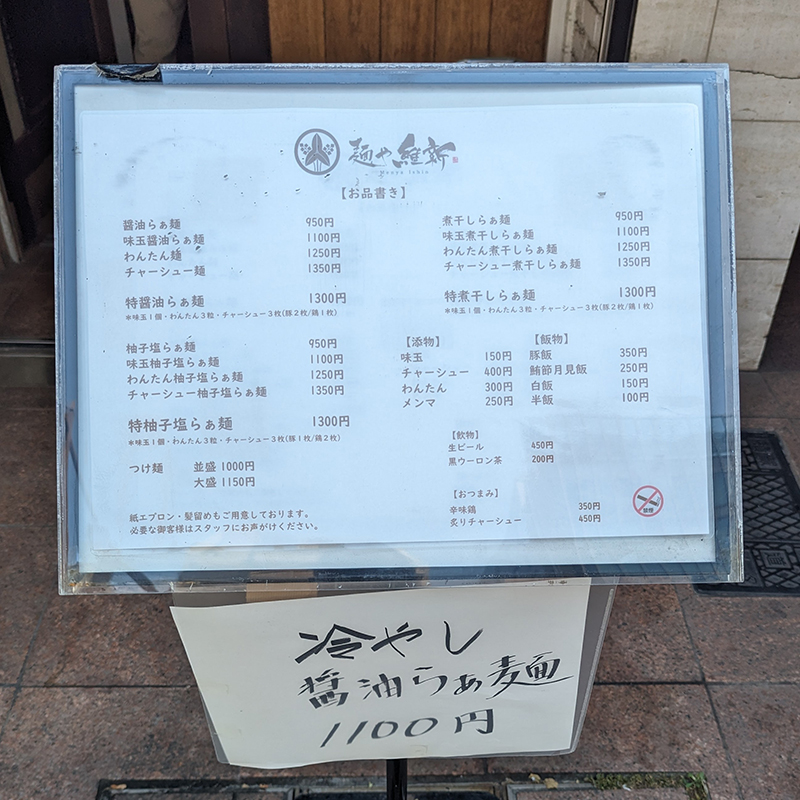 麺や維新
Menya Ishin
【お品書き】
醤油らぁ麺 950円
味玉醤油らぁ麺 1100円
わんたん麺 1250円
チャーシュー麺 1350円
特醤油らぁ麺 1300円
*味玉1個・わんたん3粒・チャーシュー3枚(豚2枚/鶏1枚)
柚子塩らぁ麺 950円
味玉柚子塩らぁ麺 1100円
わんたん柚子塩らぁ麺 1250円
チャーシュー柚子塩らぁ麺 1350円
特柚子塩らぁ麺 1300円
*味玉1個・わんたん3粒・チャーシュー3枚(豚1枚/鶏2枚)
つけ麺 並盛 1000円
大盛 1150円
紙エプロン・髪留めもご用意しております。
必要な御客様はスタッフにお声がけください。
煮干しらぁ麺 950円
味玉煮干しらぁ麺 1100円
わんたん煮干しらぁ麺 1250円
チャーシュー煮干しらぁ麺 1350円
特煮干しらぁ麺 1300円
*味玉1個・わんたん3粒・チャーシュー3枚(豚2枚/鶏1枚)
【添物】
味玉 150円
チャーシュー 400円
わんたん 300円
メンマ 250円
【飯物】
豚飯 350円
鮪節月見飯 250円
白飯 150円
半飯 100円
【飲物】
生ビール 450円
黒ウーロン茶 200円
【おつまみ】
辛味鶏 350円
炙りチャーシュー 450円
禁煙
冷やし
醤油らぁ麺
1100円